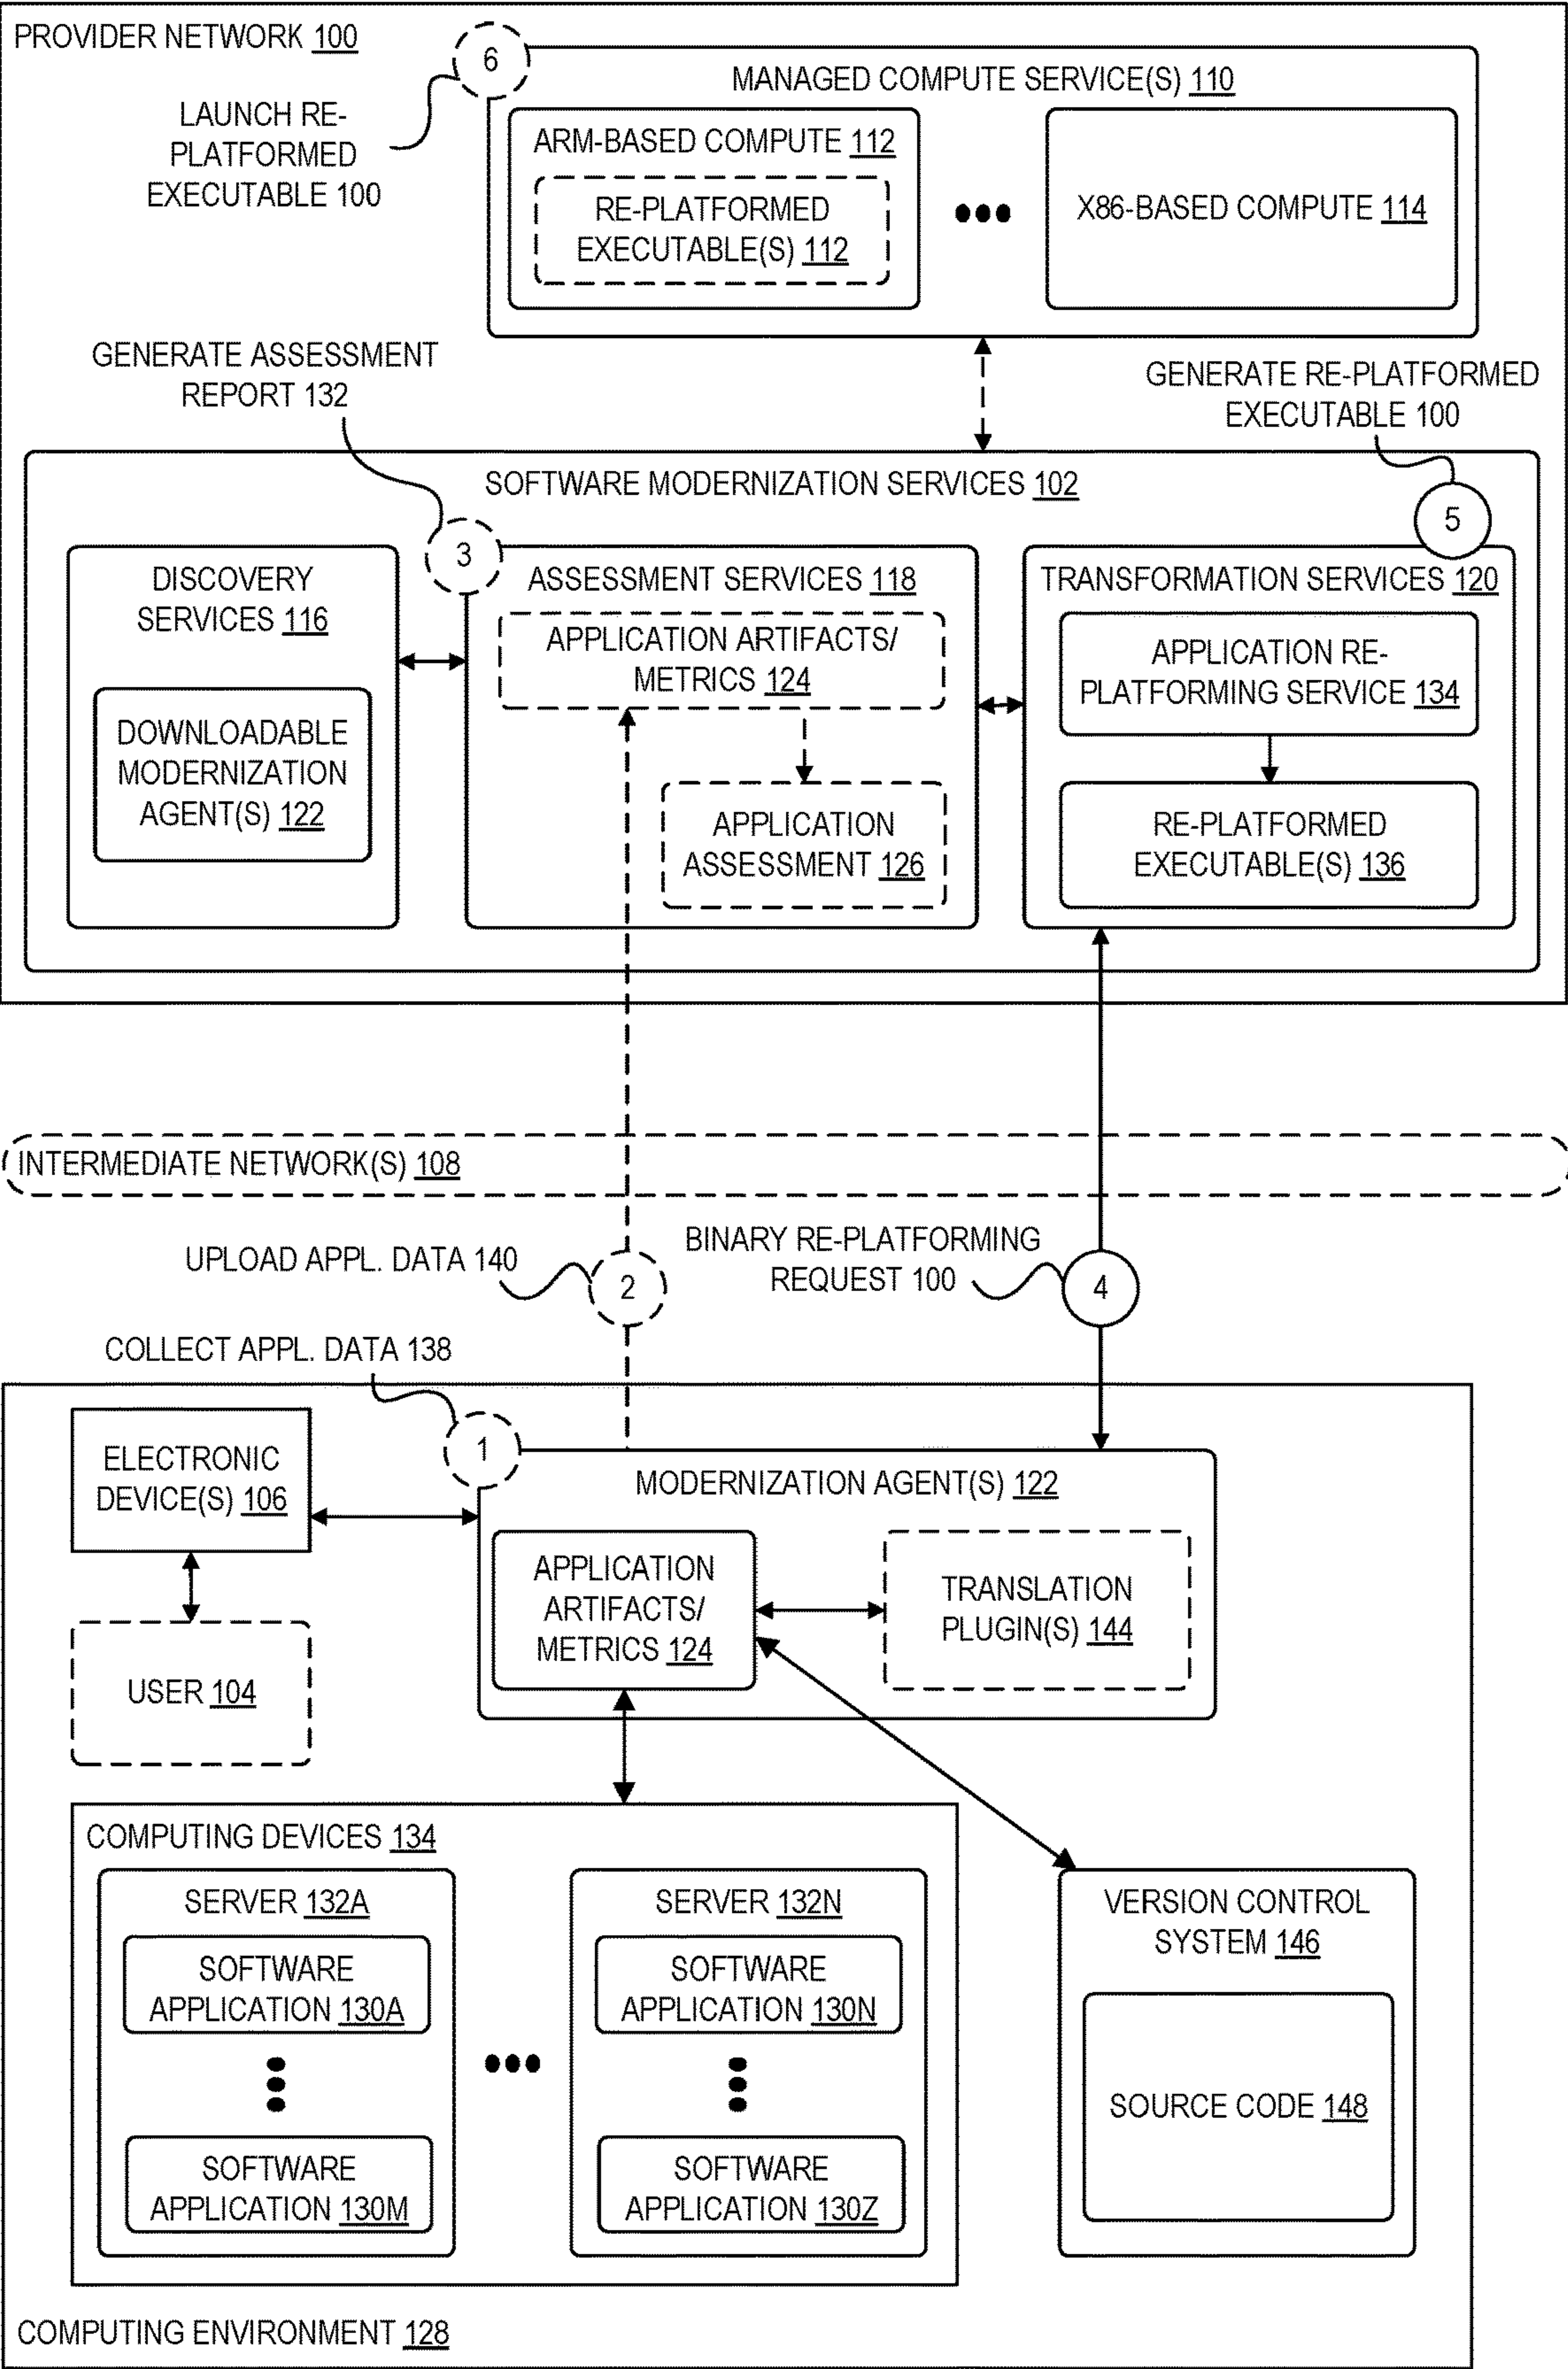 PROVIDER NETWORK 100
6
LAUNCH RE-
PLATFORMED
EXECUTABLE 100
MANAGED COMPUTE SERVICE(S) 110
ARM-BASED COMPUTE 112
RE-PLATFORMED
EXECUTABLE(S) 112
X86-BASED COMPUTE 114
GENERATE ASSESSMENT
REPORT 132
GENERATE RE-PLATFORMED
EXECUTABLE 100
SOFTWARE MODERNIZATION SERVICES 102
5
3
DISCOVERY
SERVICES 116
DOWNLOADABLE
MODERNIZATION
AGENT(S) 122
ASSESSMENT SERVICES 118
APPLICATION ARTIFACTS/
METRICS 124
APPLICATION
ASSESSMENT 126
TRANSFORMATION SERVICES 120
APPLICATION RE-
PLATFORMING SERVICE 134
RE-PLATFORMED
EXECUTABLE(S) 136
INTERMEDIATE NETWORK(S) 108
UPLOAD APPL. DATA 140
2
BINARY RE-PLATFORMING
REQUEST 100
4
COLLECT APPL. DATA 138
1
ELECTRONIC
DEVICE(S) 106
USER 104
MODERNIZATION AGENT(S) 122
APPLICATION
ARTIFACTS/
METRICS 124
TRANSLATION
PLUGIN(S) 144
COMPUTING DEVICES 134
SERVER 132A
SOFTWARE
APPLICATION 130A
SOFTWARE
APPLICATION 130M
SERVER 132N
SOFTWARE
APPLICATION 130N
SOFTWARE
APPLICATION 130Z
VERSION CONTROL
SYSTEM 146
SOURCE CODE 148
COMPUTING ENVIRONMENT 128